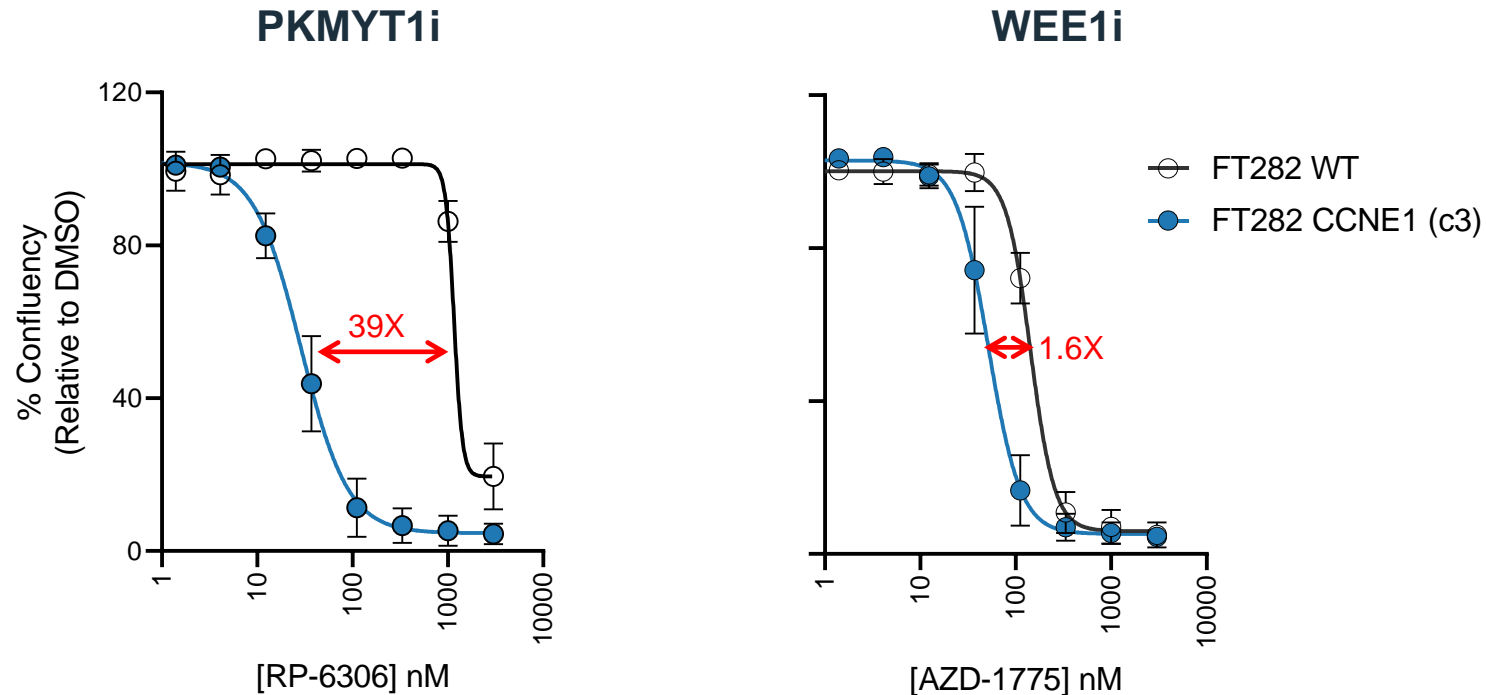 PKMYT1i
120
80
40
0
% Confluency
(Relative to DMSO)
39X
1
10
100
1000
10000
[RP-6306] nM
WEE1i
1.6X
1
10
100
1000
10000
[AZD-1775] nM
FT282 WT
FT282 CCNE1 (c3)